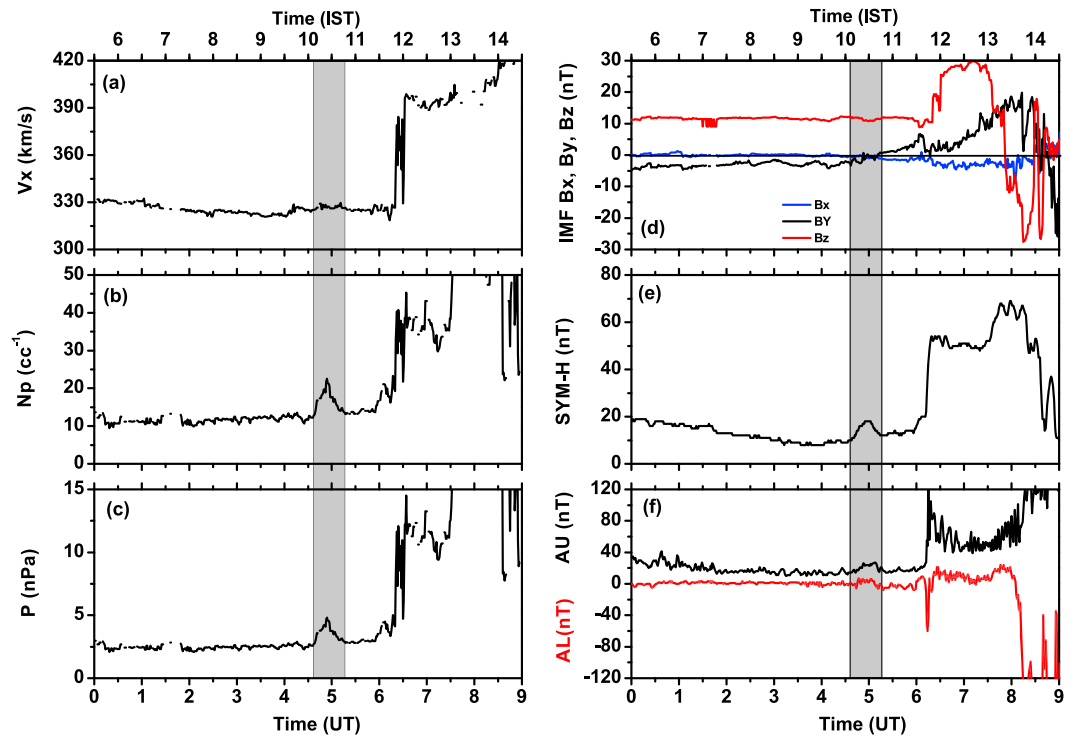 Time (IST)
6 7 8 9 10 11 12 13 14
420
390
360
330
300
Vx (km/s)
(a)
50
40
30
20
10
0
Np (cc⁻¹)
(b)
15
10
5
0
P (nPa)
(c)
0 1 2 3 4 5 6 7 8 9
Time (UT)
Time (IST)
6 7 8 9 10 11 12 13 14
30
20
10
0
-10
-20
-30
IMF Bx, By, Bz (nT)
(d)
Bx
BY
Bz
80
60
40
20
0
SYM-H (nT)
(e)
120
80
40
0
-40
-80
-120
AL(nT) AU (nT)
(f)
0 1 2 3 4 5 6 7 8 9
Time (UT)